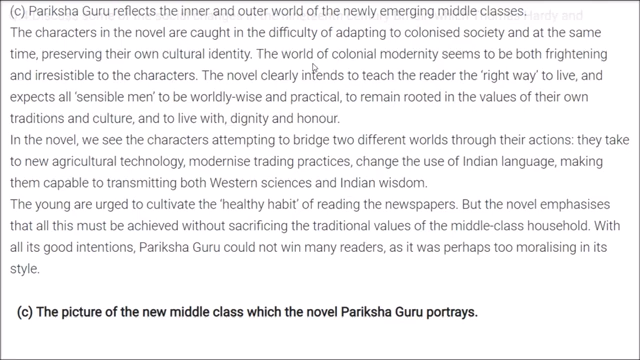 (c) Pariksha Guru reflects the inner and outer world of the newly emerging middle classes.
ardy and
The characters in the novel are caught in the difficulty of adapting to colonised society and at the same
time, preserving their own cultural identity. The world of colonial modernity seems to be both frightening
and irresistible to the characters. The novel clearly intends to teach the reader the ‘right way’ to live, and
expects all ‘sensible men’ to be worldly-wise and practical, to remain rooted in the values of their own
traditions and culture, and to live with, dignity and honour.
In the novel, we see the characters attempting to bridge two different worlds through their actions: they take
to new agricultural technology, modernise trading practices, change the use of Indian language, making
them capable to transmitting both Western sciences and Indian wisdom.
The young are urged to cultivate the ‘healthy habit’ of reading the newspapers. But the novel emphasises
that all this must be achieved without sacrificing the traditional values of the middle-class household. With
all its good intentions, Pariksha Guru could not win many readers, as it was perhaps too moralising in its
style.
(c) The picture of the new middle class which the novel Pariksha Guru portrays.